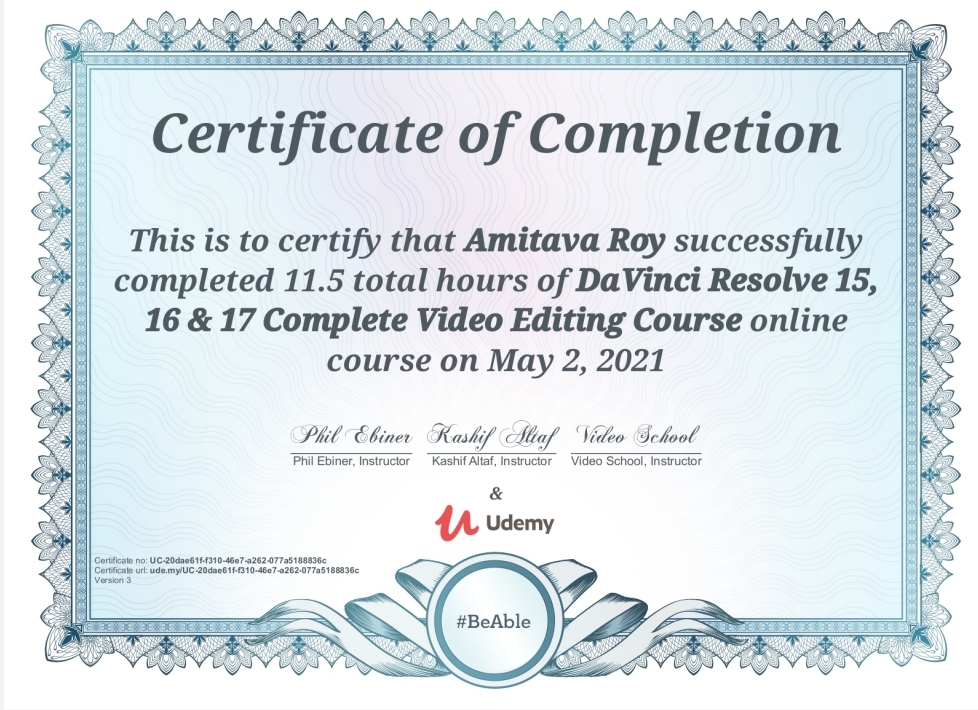 Certificate of Completion
This is to certify that Amitava Roy successfully
completed 11.5 total hours of DaVinci Resolve 15,
16 & 17 Complete Video Editing Course online
course on May 2, 2021
Phil Ebiner Kashif Altaf Video School
Phil Ebiner, Instructor Kashif Altaf, Instructor Video School, Instructor
&
Udemy
Certificate no: UC-20dae61f-f310-46e7-a262-077a5188836c
Certificate url: ude.my/UC-20dae61f-f310-46e7-a262-077a5188836c
Version 3
#BeAble